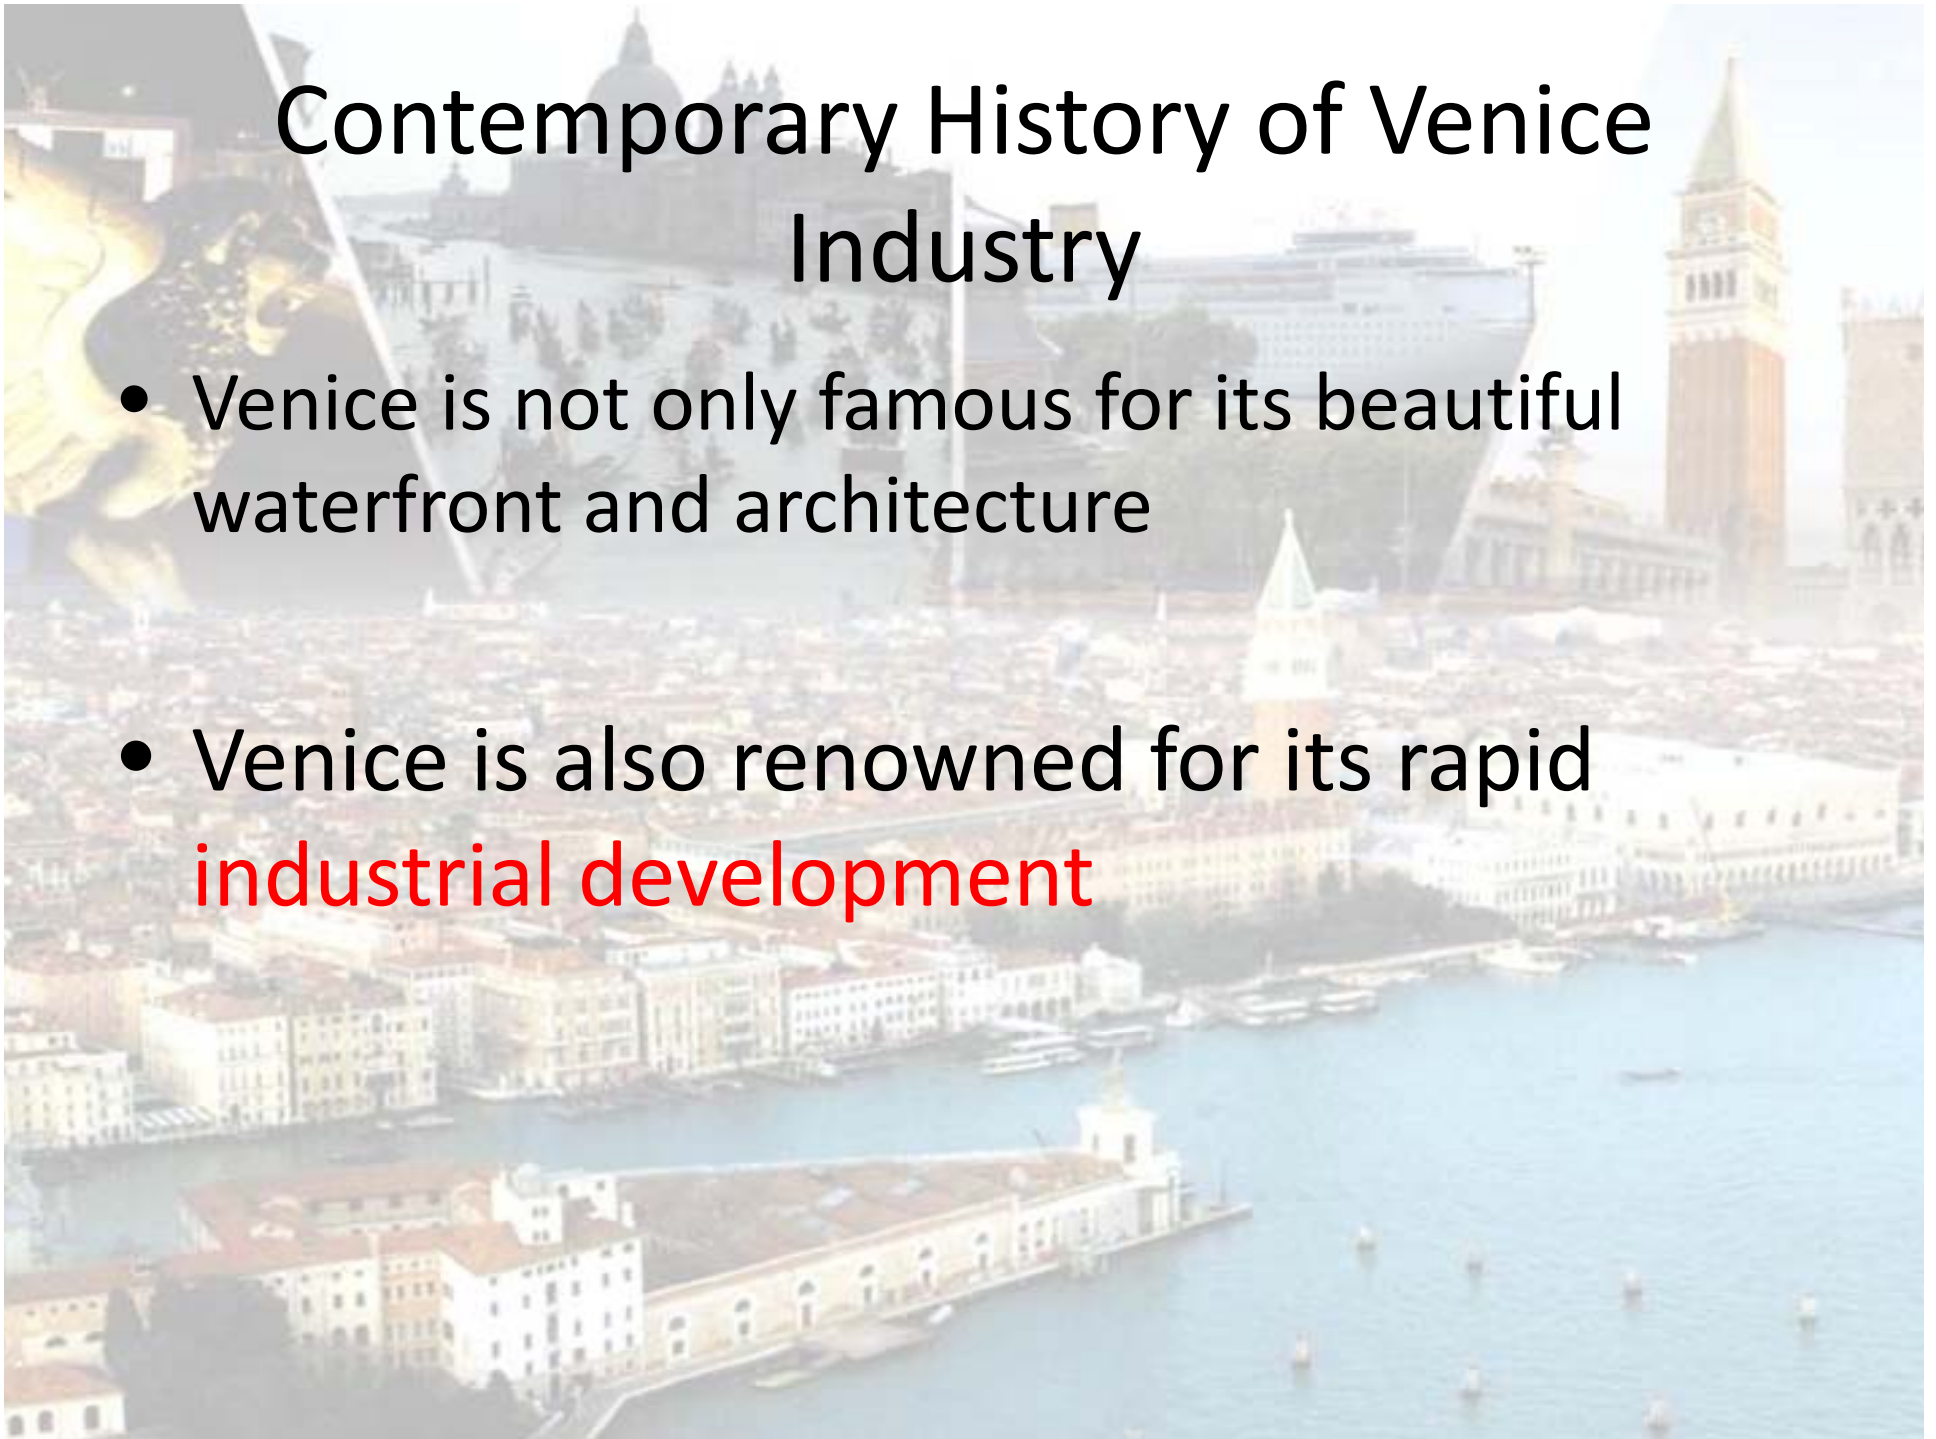 Contemporary History of Venice
Industry
• Venice is not only famous for its beautiful
waterfront and architecture
• Venice is also renowned for its rapid
industrial development